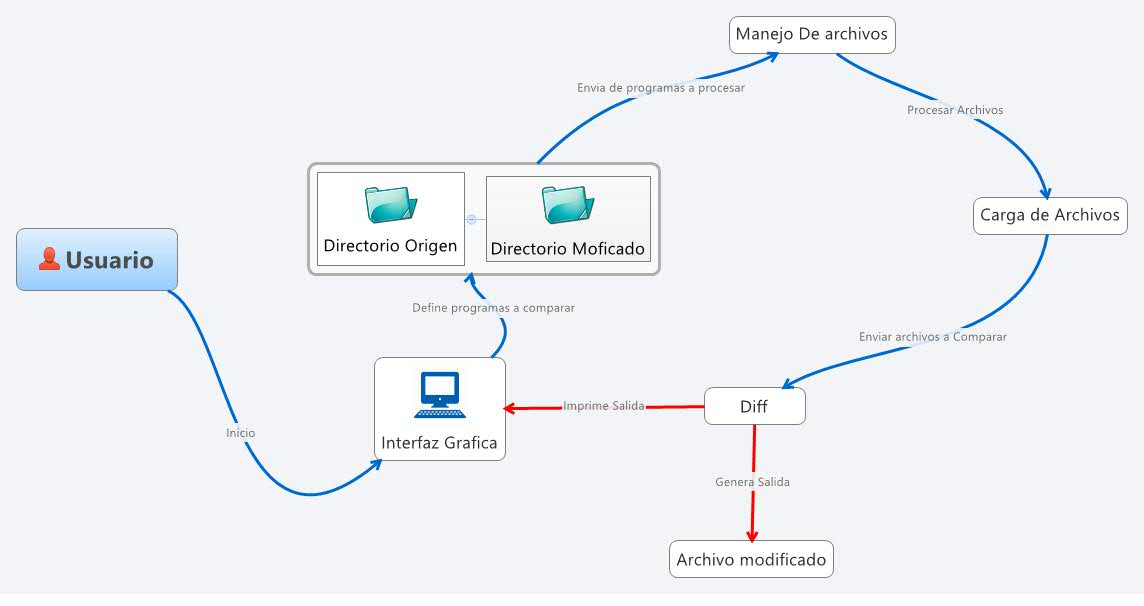 Manejo De archivos
Envia de programas a procesar
Procesar Archivos
Carga de Archivos
Directorio Origen
Directorio Moficado
Usuario
Define programas a comparar
Enviar archivos a Comparar
Interfaz Grafica
Imprime Salida
Diff
Inicio
Genera Salida
Archivo modificado